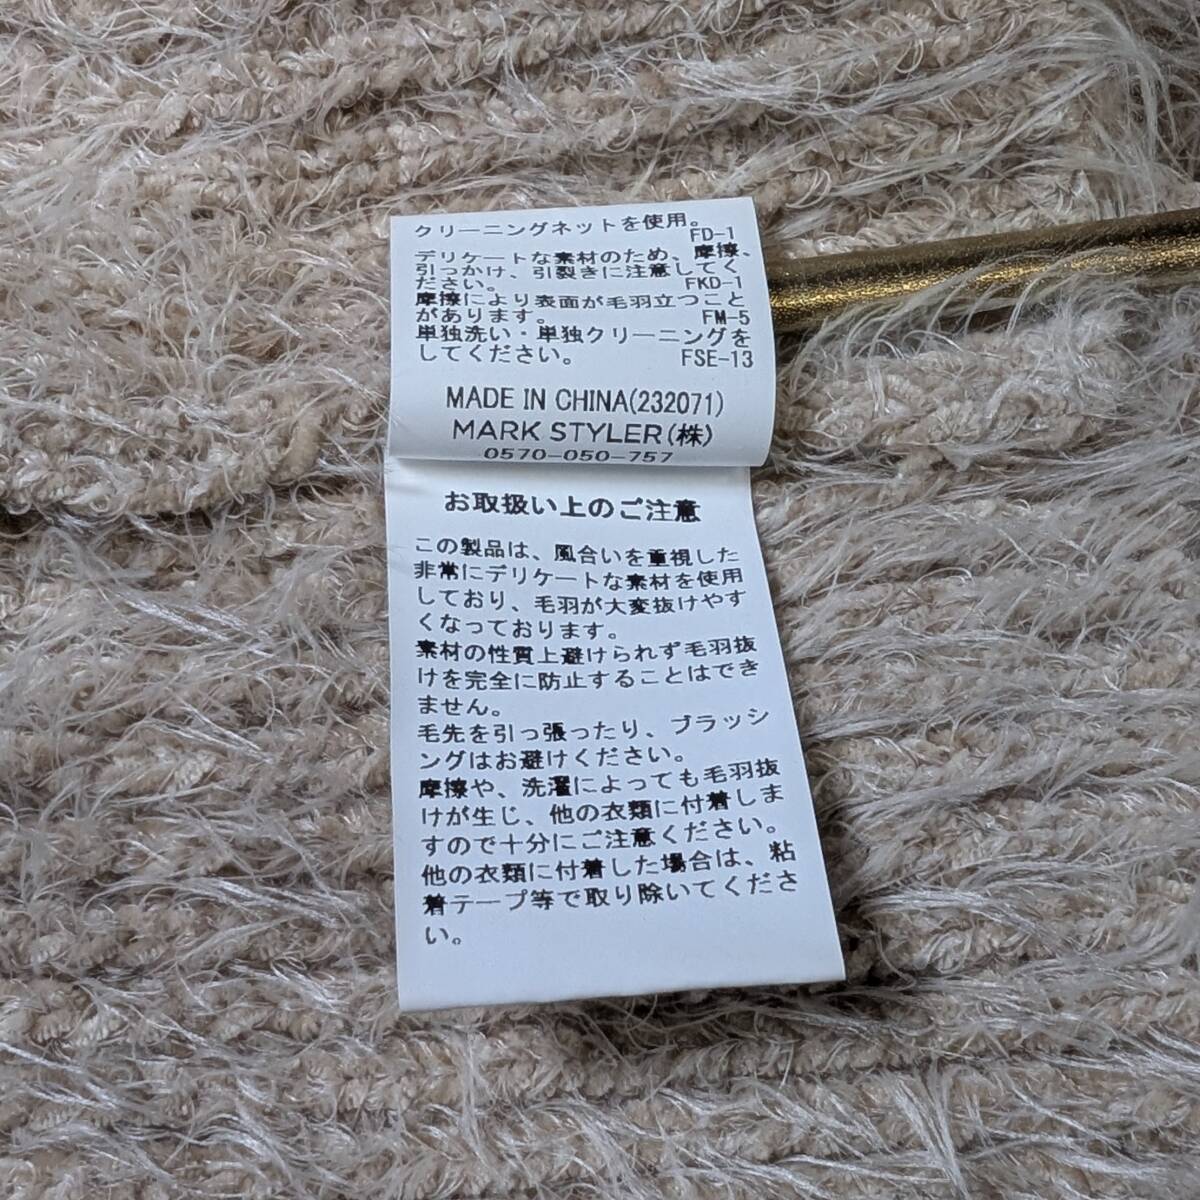 クリーニングネットを使用。
FD-1
デリケートな素材のため、摩擦、
引っかけ、引裂きに注意してく
ださい。 FKD-1
摩擦により表面が毛羽立つこと
があります。 FM-5
単独洗い・単独クリーニングを
してください。 FSE-13
MADE IN CHINA(232071)
MARK STYLER(株)
0570-050-757
お取扱い上のご注意
この製品は、風合いを重視した
非常にデリケートな素材を使用
しており、毛羽が大変抜けやす
くなっております。
素材の性質上避けられず毛羽抜
けを完全に防止することはでき
ません。
毛先を引っ張ったり、ブラッシ
ングはお避けください。
摩擦や、洗濯によっても毛羽抜
けが生じ、他の衣類に付着しま
すので十分にご注意ください。
他の衣類に付着した場合は、粘
着テープ等で取り除いてくださ
い。